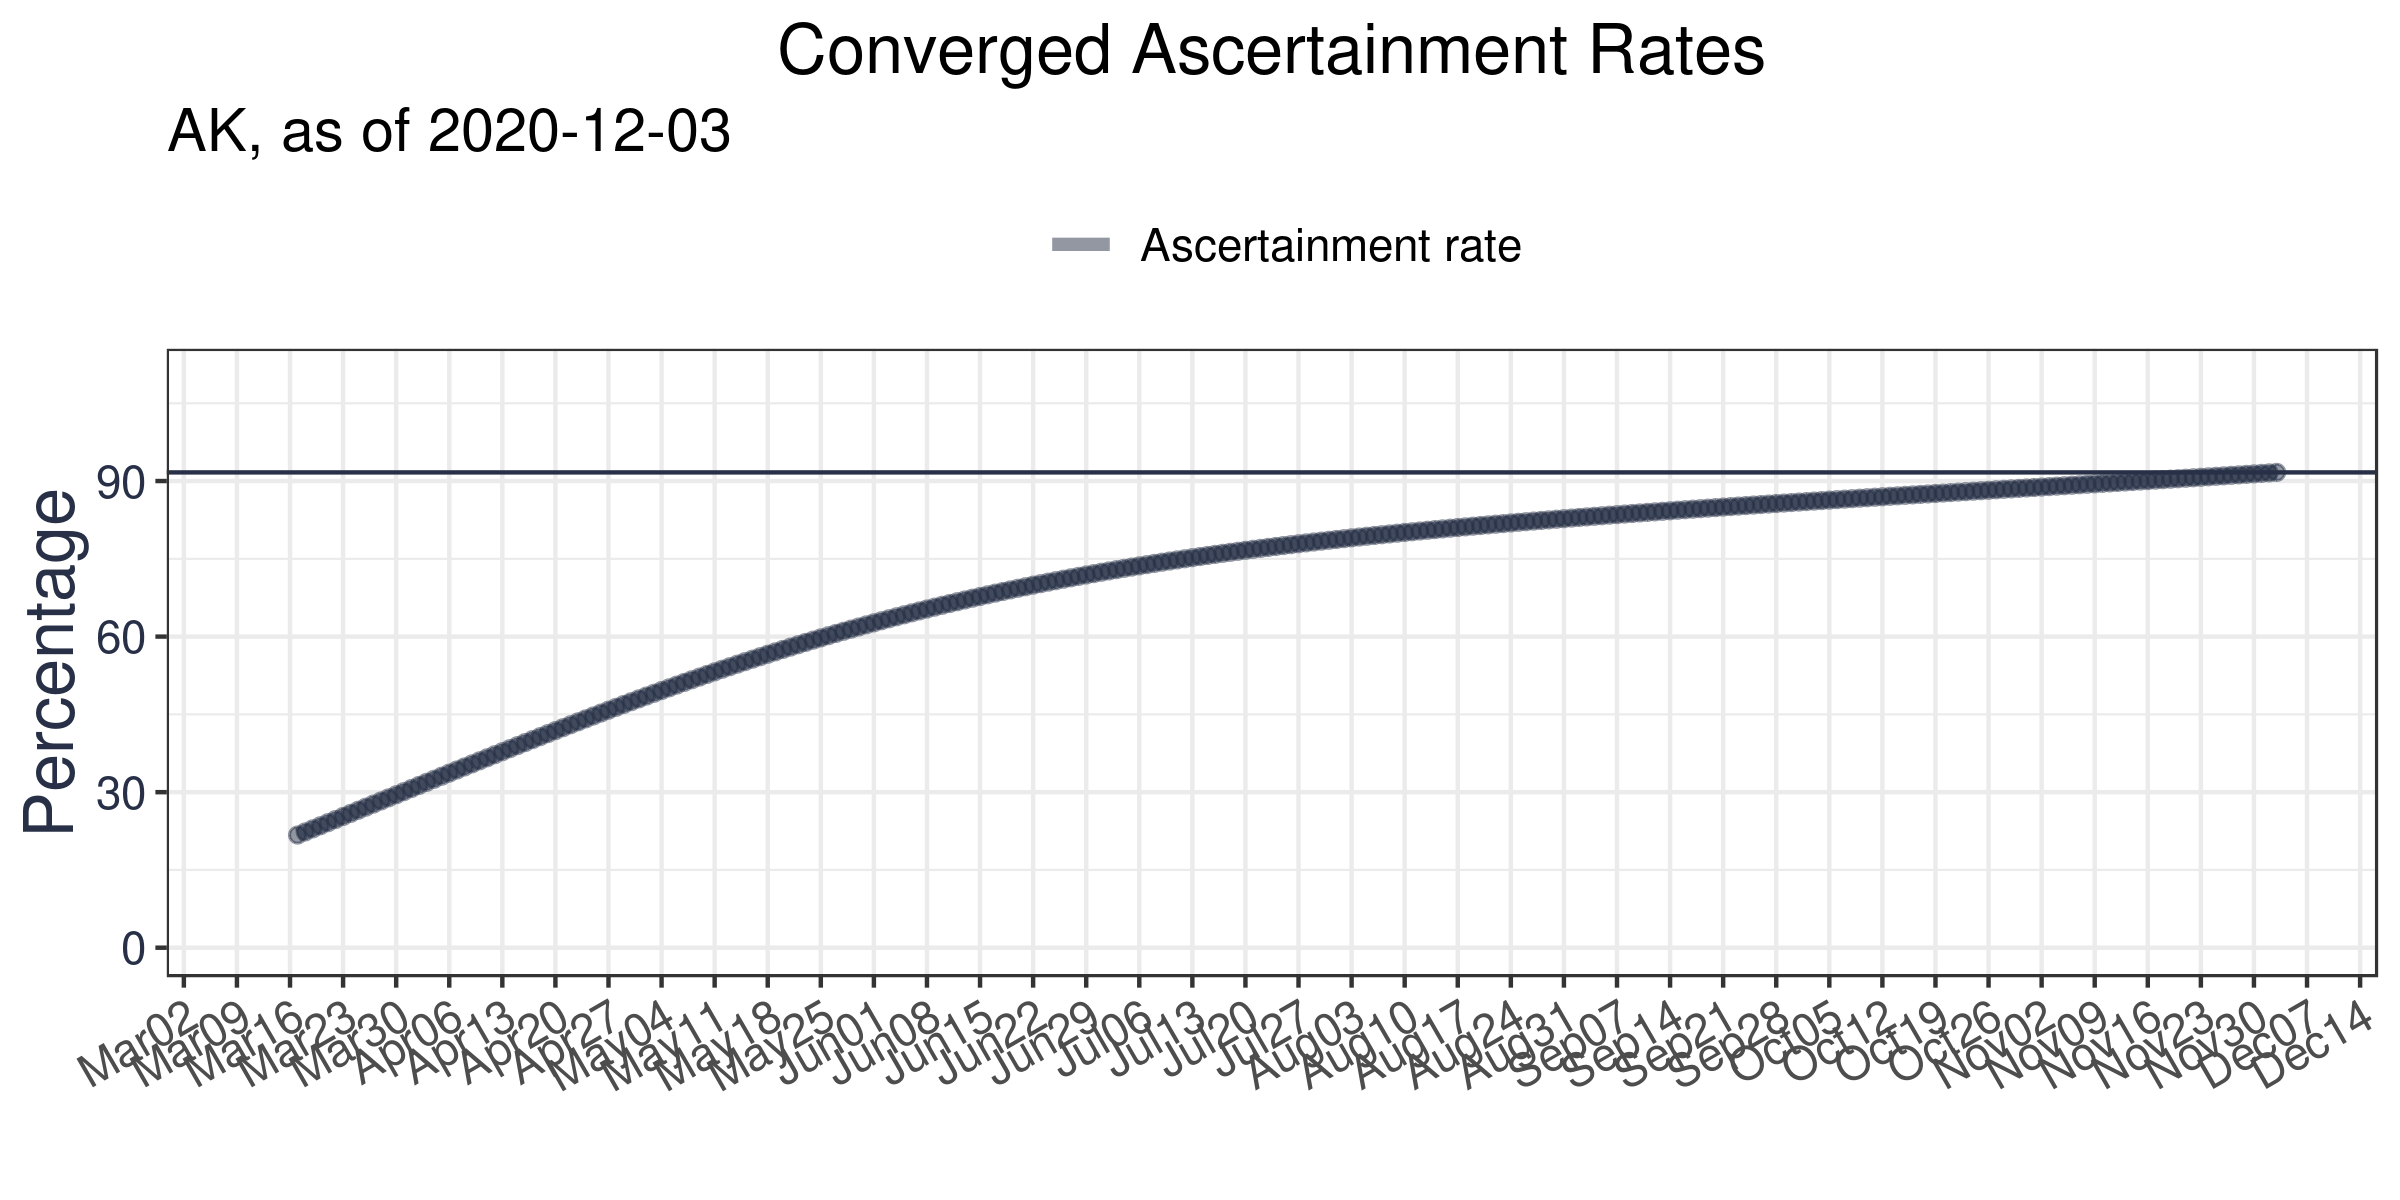 Converged Ascertainment Rates
AK, as of 2020-12-03
Ascertainment rate
Percentage
90
60
30
0
Mar02
Mar09
Mar16
Mar23
Mar30
Apr06
Apr13
Apr20
Apr27
May04
May11
May18
May25
Jun01
Jun08
Jun15
Jun22
Jun29
Jul06
Jul13
Jul20
Jul27
Aug03
Aug10
Aug17
Aug24
Aug31
Sep07
Sep14
Sep21
Sep28
Oct05
Oct12
Oct19
Oct26
Nov02
Nov09
Nov16
Nov23
Nov30
Dec07
Dec14